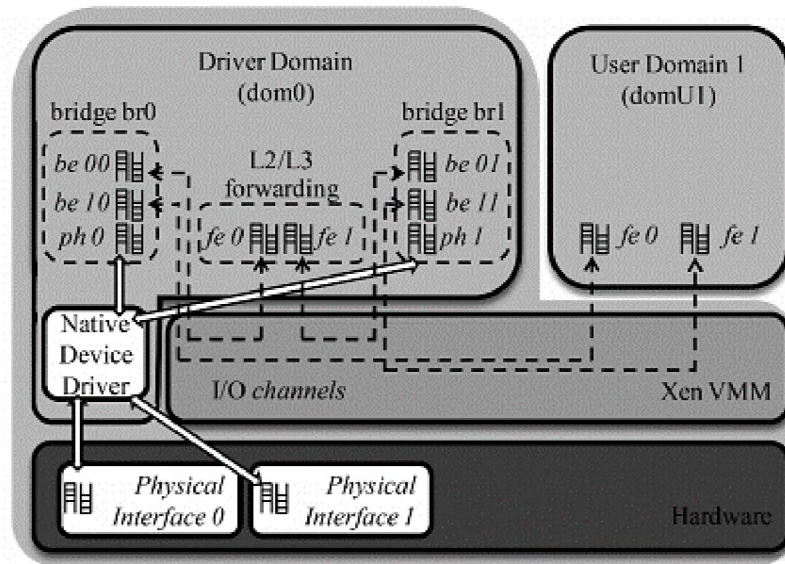 Driver Domain
(dom0)
User Domain 1
(domU1)
bridge br0
bridge br1
be 00
be 10
ph 0
L2/L3
forwarding
fe 0
fe 1
be 01
be 11
ph 1
fe 0
fe 1
Native
Device
Driver
I/O channels
Xen VMM
Physical
Interface 0
Physical
Interface 1
Hardware